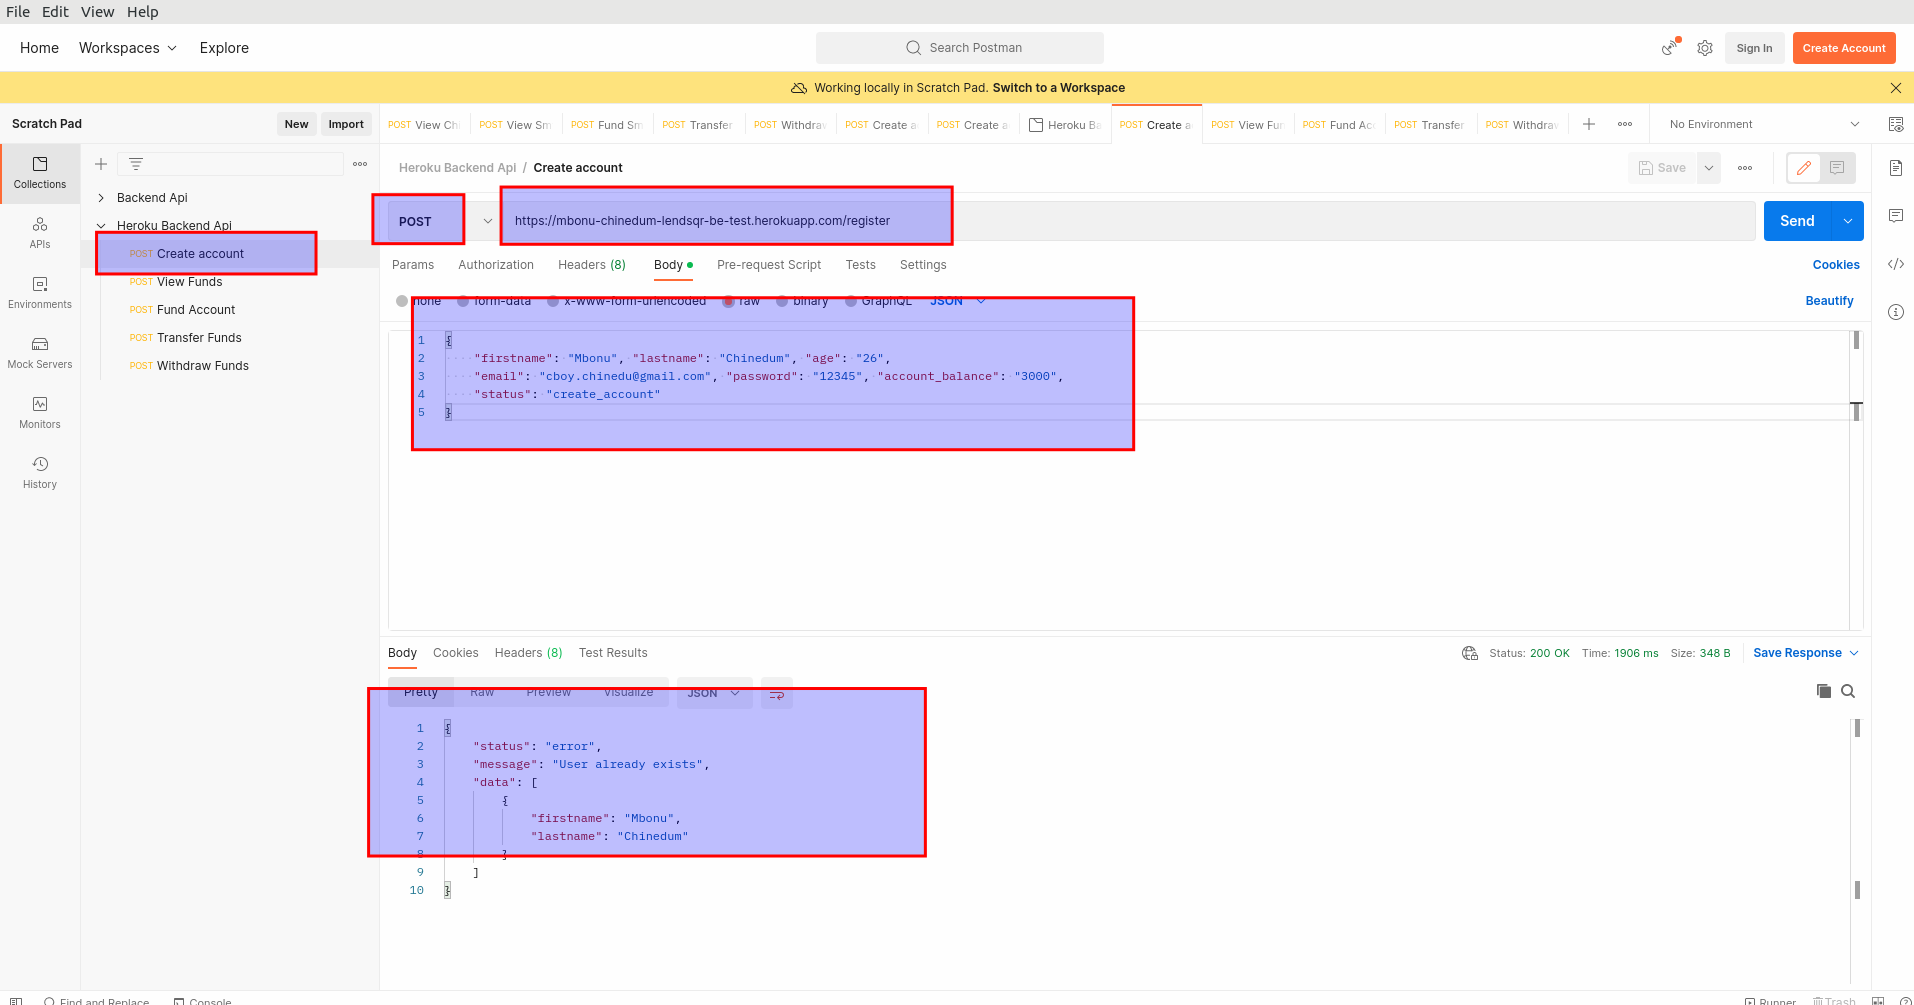 File Edit View Help
Home Workspaces Explore Search Postman Sign In Create Account
Working locally in Scratch Pad. Switch to a Workspace
Scratch Pad New Import POST View Ch POST View Sm POST Fund Sm POST Transfer POST Withdraw POST Create a POST Create a Heroku Ba POST Create a POST View Fun POST Fund Acc POST Transfer POST Withdraw No Environment
Collections
APIs
Environments
Mock Servers
Monitors
History
Backend Api
Heroku Backend Api
POST Create account
POST View Funds
POST Fund Account
POST Transfer Funds
POST Withdraw Funds
Heroku Backend Api / Create account Save
POST https://mbonu-chinedum-lendsqr-be-test.herokuapp.com/register Send
Params Authorization Headers (8) Body Pre-request Script Tests Settings Cookies
none form-data x-www-form-urlencoded raw binary GraphQL JSON Beautify
1 {
2 "firstname": "Mbonu", "lastname": "Chinedum", "age": "26",
3 "email": "cboy.chinedu@gmail.com", "password": "12345", "account_balance": "3000",
4 "status": "create_account"
5 }
Body Cookies Headers (8) Test Results Status: 200 OK Time: 1906 ms Size: 348 B Save Response
Pretty Raw Preview Visualize JSON
1 {
2 "status": "error",
3 "message": "User already exists",
4 "data": [
5 {
6 "firstname": "Mbonu",
7 "lastname": "Chinedum"
8 }
9 ]
10 }
Find and Replace Console Runner Trash